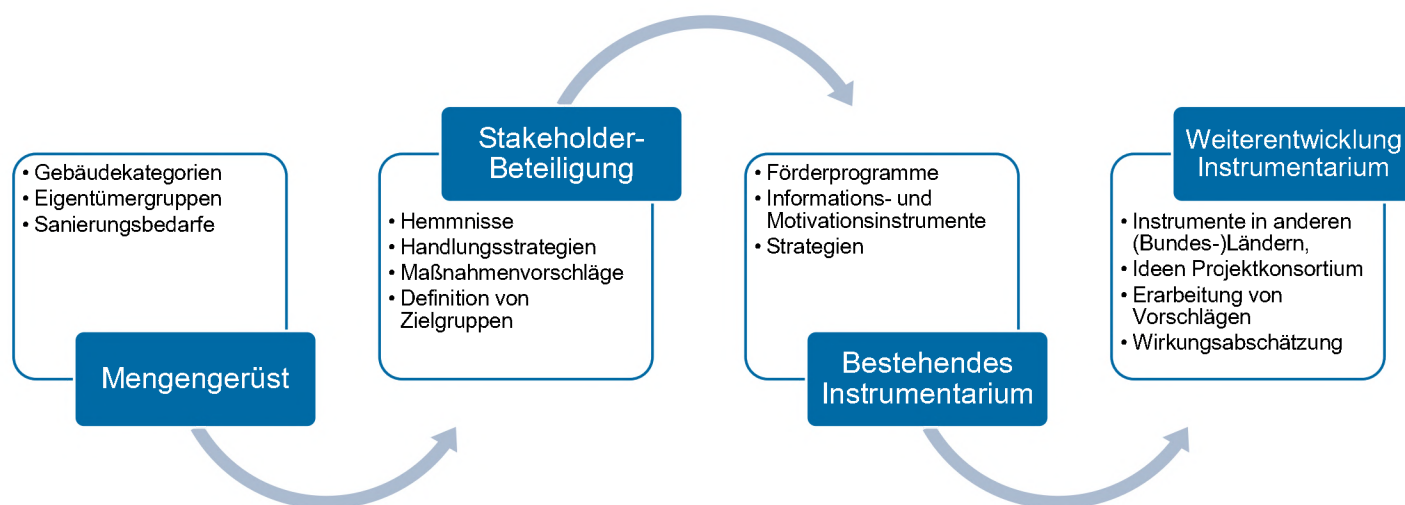 • Gebäudekategorien
• Eigentümergruppen
• Sanierungsbedarfe
Mengengerüst
Stakeholder-
Beteiligung
• Hemmnisse
• Handlungsstrategien
• Maßnahmenvorschläge
• Definition von
Zielgruppen
• Förderprogramme
• Informations- und
Motivationsinstrumente
• Strategien
Bestehendes
Instrumentarium
Weiterentwicklung
Instrumentarium
• Instrumente in anderen
(Bundes-)Ländern,
• Ideen Projektkonsortium
• Erarbeitung von
Vorschlägen
• Wirkungsabschätzung